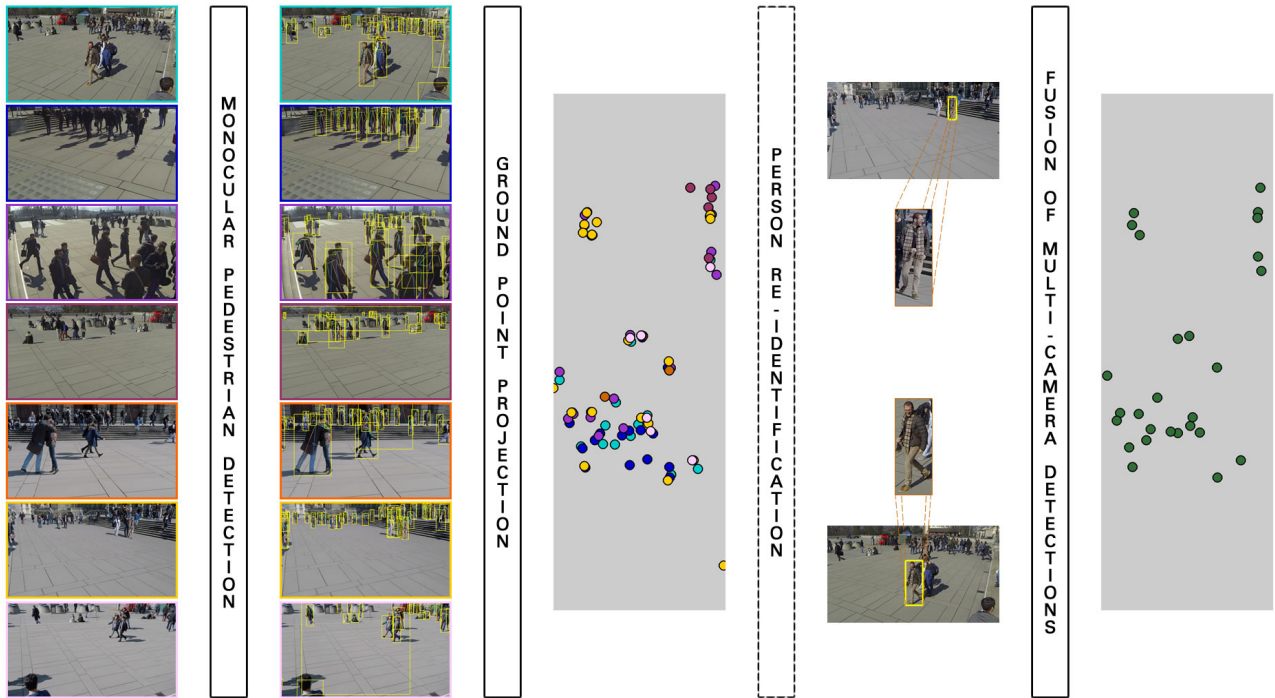 MONOCULAR PEDESTRIAN DETECTION
GROUND POINT PROJECTION
PERSON RE-IDENTIFICATION
FUSION OF MULTI-CAMERA DETECTIONS